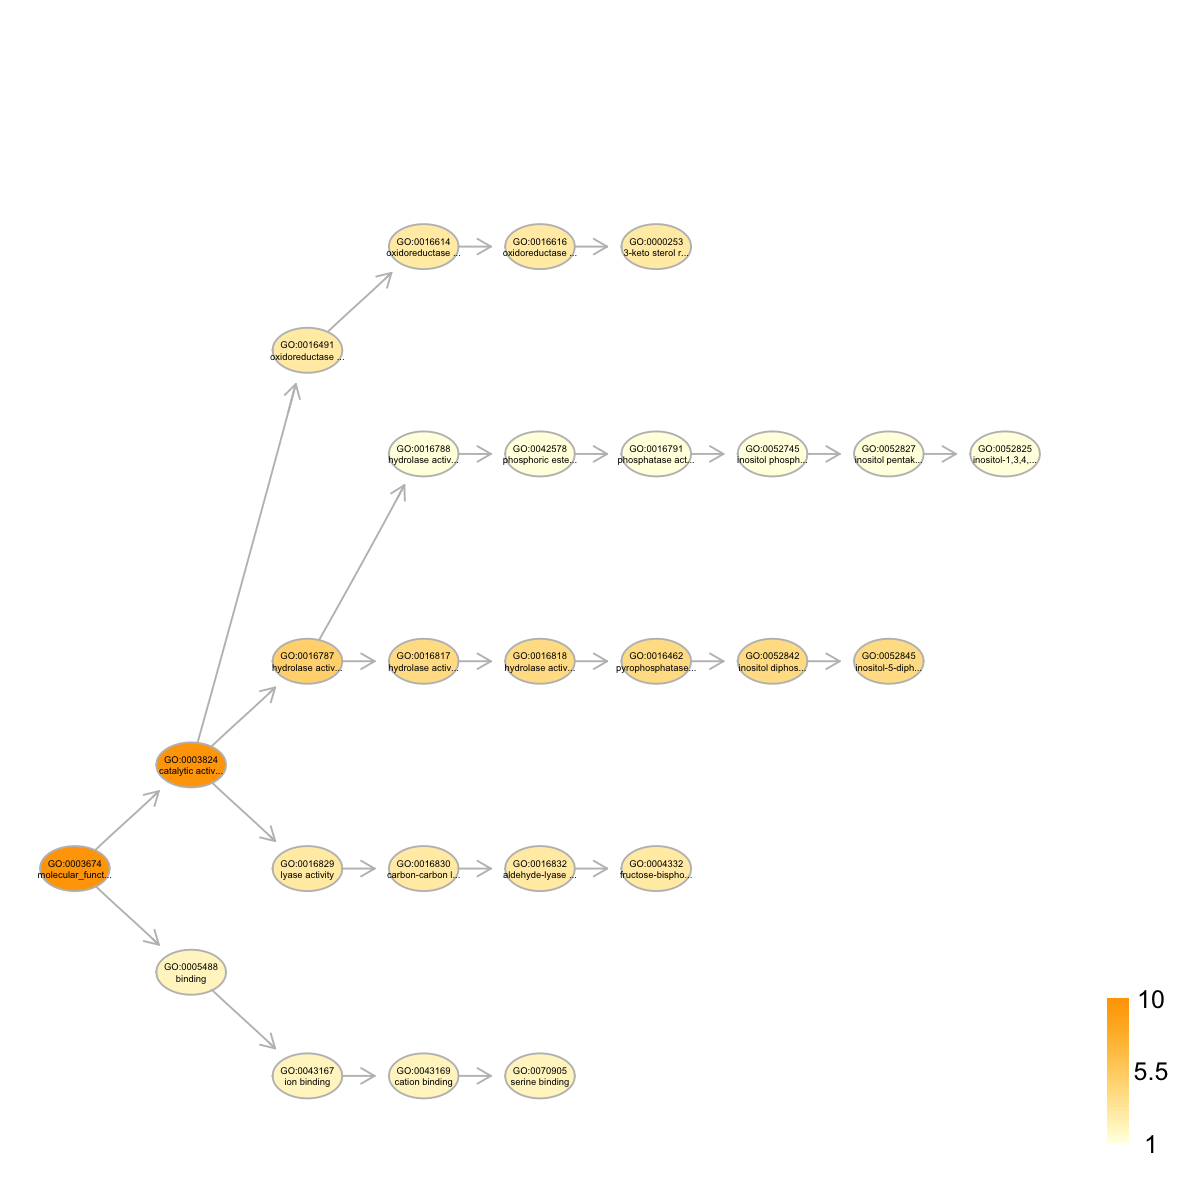 GO:0016614
oxidoreductase ...
GO:0016616
oxidoreductase ...
GO:0000253
3-keto sterol r...
GO:0016491
oxidoreductase ...
GO:0016788
hydrolase activ...
GO:0042578
phosphoric este...
GO:0016791
phosphatase act...
GO:0052745
inositol phosph...
GO:0052827
inositol pentak...
GO:0052825
inositol-1,3,4,...
GO:0016787
hydrolase activ...
GO:0016817
hydrolase activ...
GO:0016818
hydrolase activ...
GO:0016462
pyrophosphatase...
GO:0052842
inositol diphos...
GO:0052845
inositol-5-diph...
GO:0003824
catalytic activ...
GO:0003674
molecular_funct...
GO:0016829
lyase activity
GO:0016830
carbon-carbon l...
GO:0016832
aldehyde-lyase ...
GO:0004332
fructose-bispho...
GO:0005488
binding
GO:0043167
ion binding
GO:0043169
cation binding
GO:0070905
serine binding
10
5.5
1